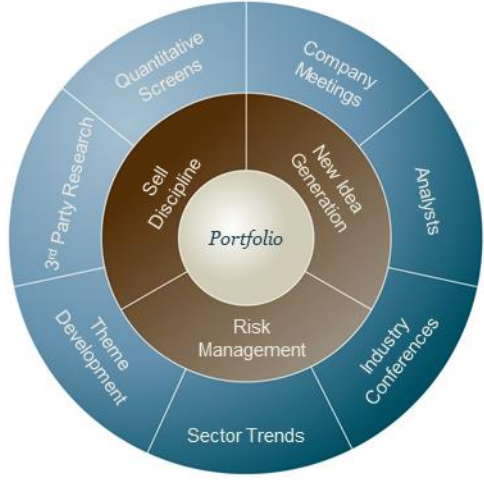 Quantitative
Screens
Company
Meetings
Analysts
Industry
Conferences
Sector Trends
Theme
Development
3rd Party Research
Sell
Discipline
New Idea
Generation
Risk
Management
Portfolio